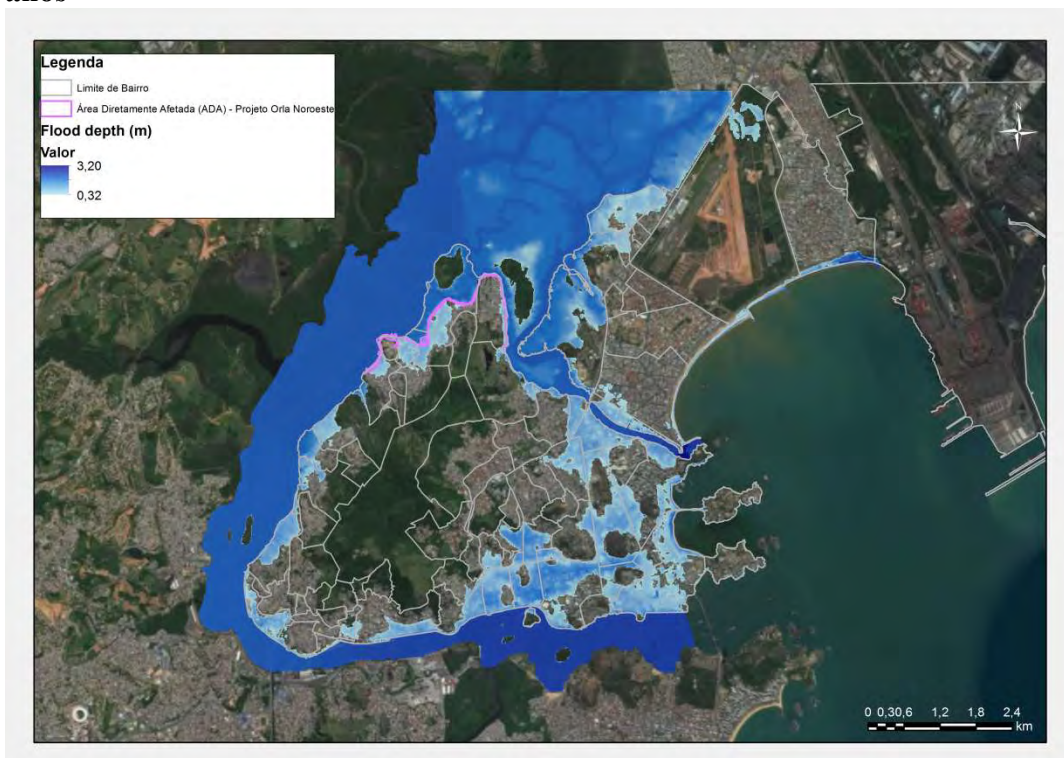 anos
Legenda
Limite de Bairro
Área Diretamente Afetada (ADA) - Projeto Orla Noroeste
Flood depth (m)
Valor
3,20
0,32
N
0 0,30,6 1,2 1,8 2,4
km